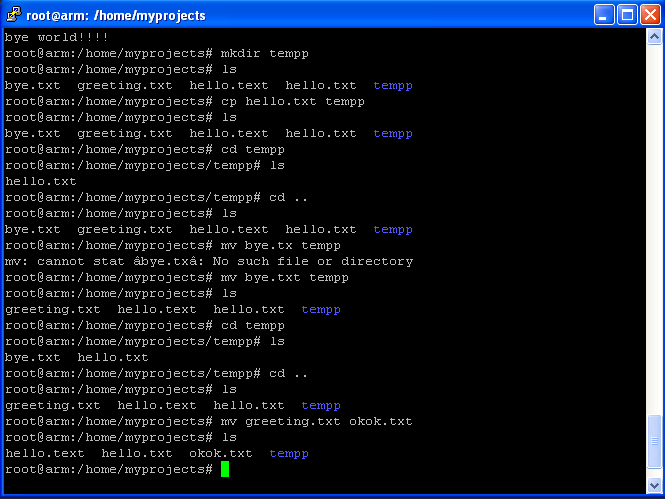 root@arm: /home/myprojects
bye world!!!!
root@arm:/home/myprojects# mkdir tempp
root@arm:/home/myprojects# ls
bye.txt  greeting.txt  hello.text  hello.txt  tempp
root@arm:/home/myprojects# cp hello.txt tempp
root@arm:/home/myprojects# ls
bye.txt  greeting.txt  hello.text  hello.txt  tempp
root@arm:/home/myprojects# cd tempp
root@arm:/home/myprojects/tempp# ls
hello.txt
root@arm:/home/myprojects/tempp# cd ..
root@arm:/home/myprojects# ls
bye.txt  greeting.txt  hello.text  hello.txt  tempp
root@arm:/home/myprojects# mv bye.tx tempp
mv: cannot stat âbye.txâ: No such file or directory
root@arm:/home/myprojects# mv bye.txt tempp
root@arm:/home/myprojects# ls
greeting.txt  hello.text  hello.txt  tempp
root@arm:/home/myprojects# cd tempp
root@arm:/home/myprojects/tempp# ls
bye.txt  hello.txt
root@arm:/home/myprojects/tempp# cd ..
root@arm:/home/myprojects# ls
greeting.txt  hello.text  hello.txt  tempp
root@arm:/home/myprojects# mv greeting.txt okok.txt
root@arm:/home/myprojects# ls
hello.text  hello.txt  okok.txt  tempp
root@arm:/home/myprojects#